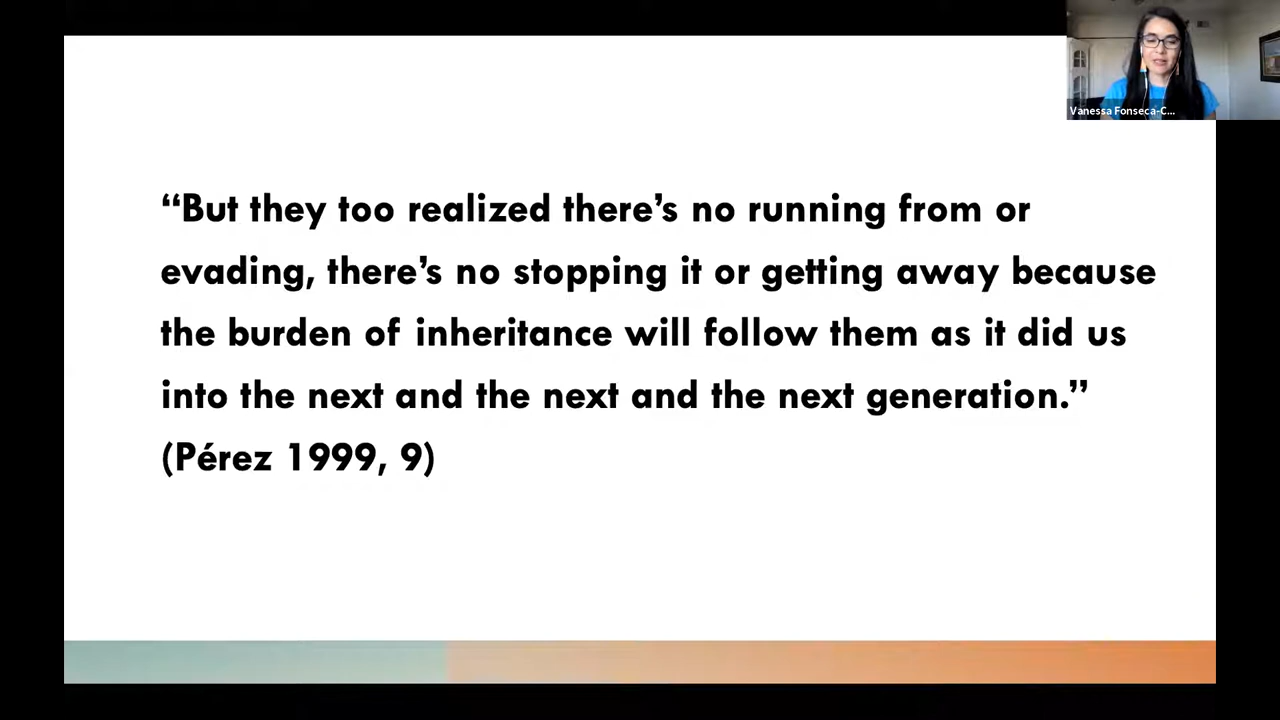 Vanessa Fonseca-C...
“But they too realized there’s no running from or
evading, there’s no stopping it or getting away because
the burden of inheritance will follow them as it did us
into the next and the next and the next generation.”
(Pérez 1999, 9)